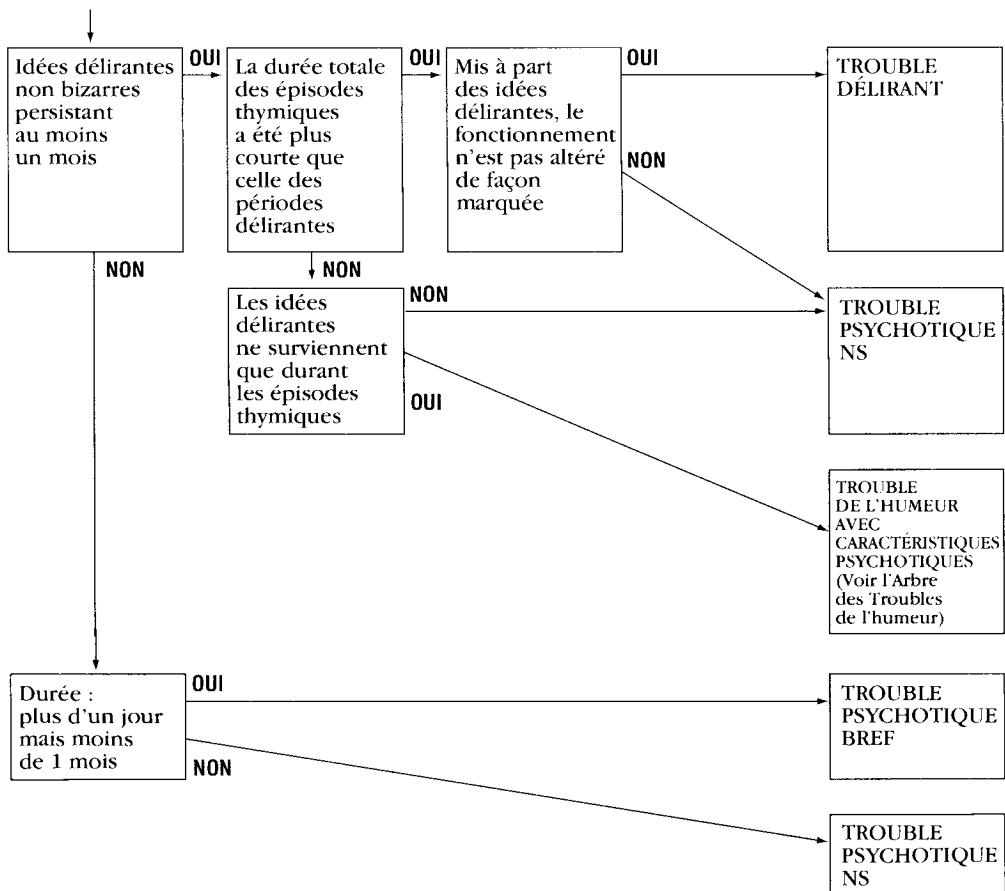 Idées délirantes
non bizarres
persistant
au moins
un mois
OUI
La durée totale
des épisodes
thymiques
a été plus
courte que
celle des
périodes
délirantes
OUI
Mis à part
des idées
délirantes, le
fonctionnement
n'est pas altéré
de façon
marquée
OUI
TROUBLE
DÉLIRANT
NON
NON
NON
Les idées
délirantes
ne surviennent
que durant
les épisodes
thymiques
NON
OUI
TROUBLE
PSYCHOTIQUE
NS
TROUBLE
DE L'HUMEUR
AVEC
CARACTÉRISTIQUES
PSYCHOTIQUES
(Voir l'Arbre
des Troubles
de l'humeur)
Durée :
plus d'un jour
mais moins
de 1 mois
OUI
NON
TROUBLE
PSYCHOTIQUE
BREF
TROUBLE
PSYCHOTIQUE
NS